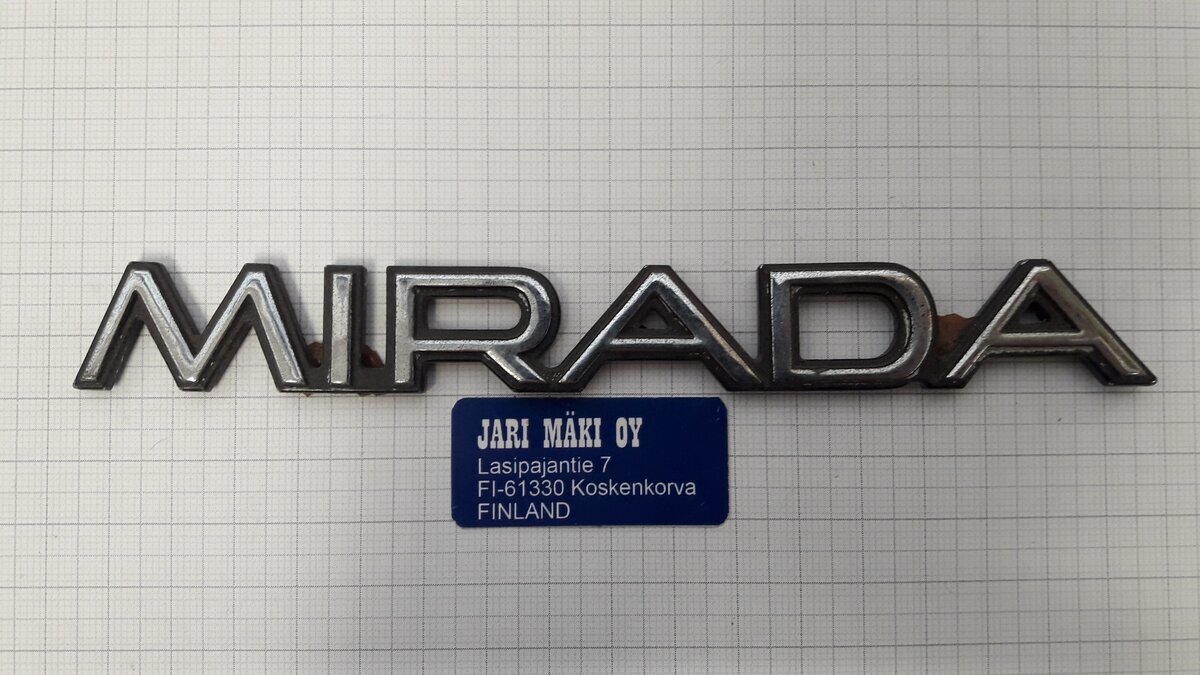 MIRADA
JARI MÄKI OY
Lasipajantie 7
FI-61330 Koskenkorva
FINLAND